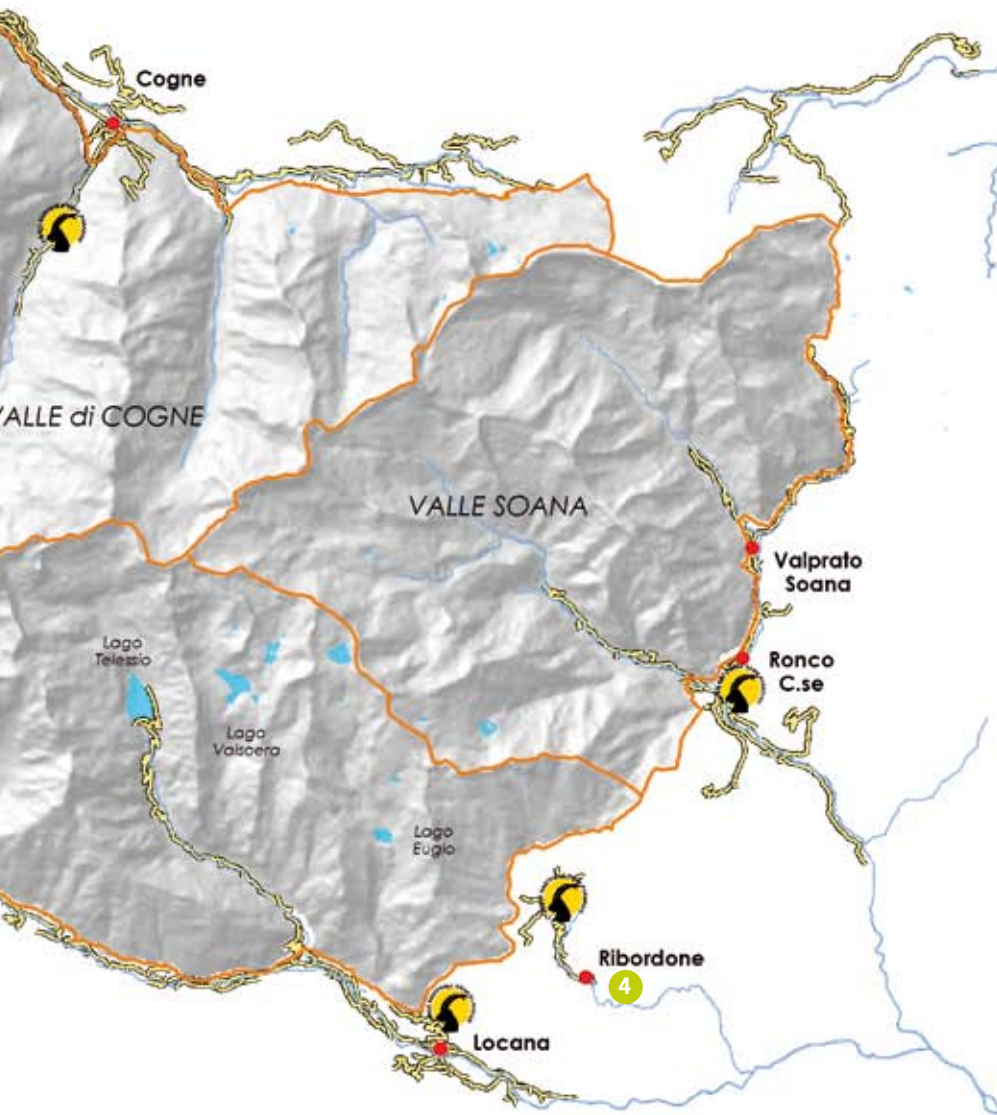 Cogne
VALLE di COGNE
VALLE SOANA
Valprato
Soana
Lago
Telessio
Ronco
C.se
Lago
Valsoera
Lago
Eugio
Ribordone
4
Locana